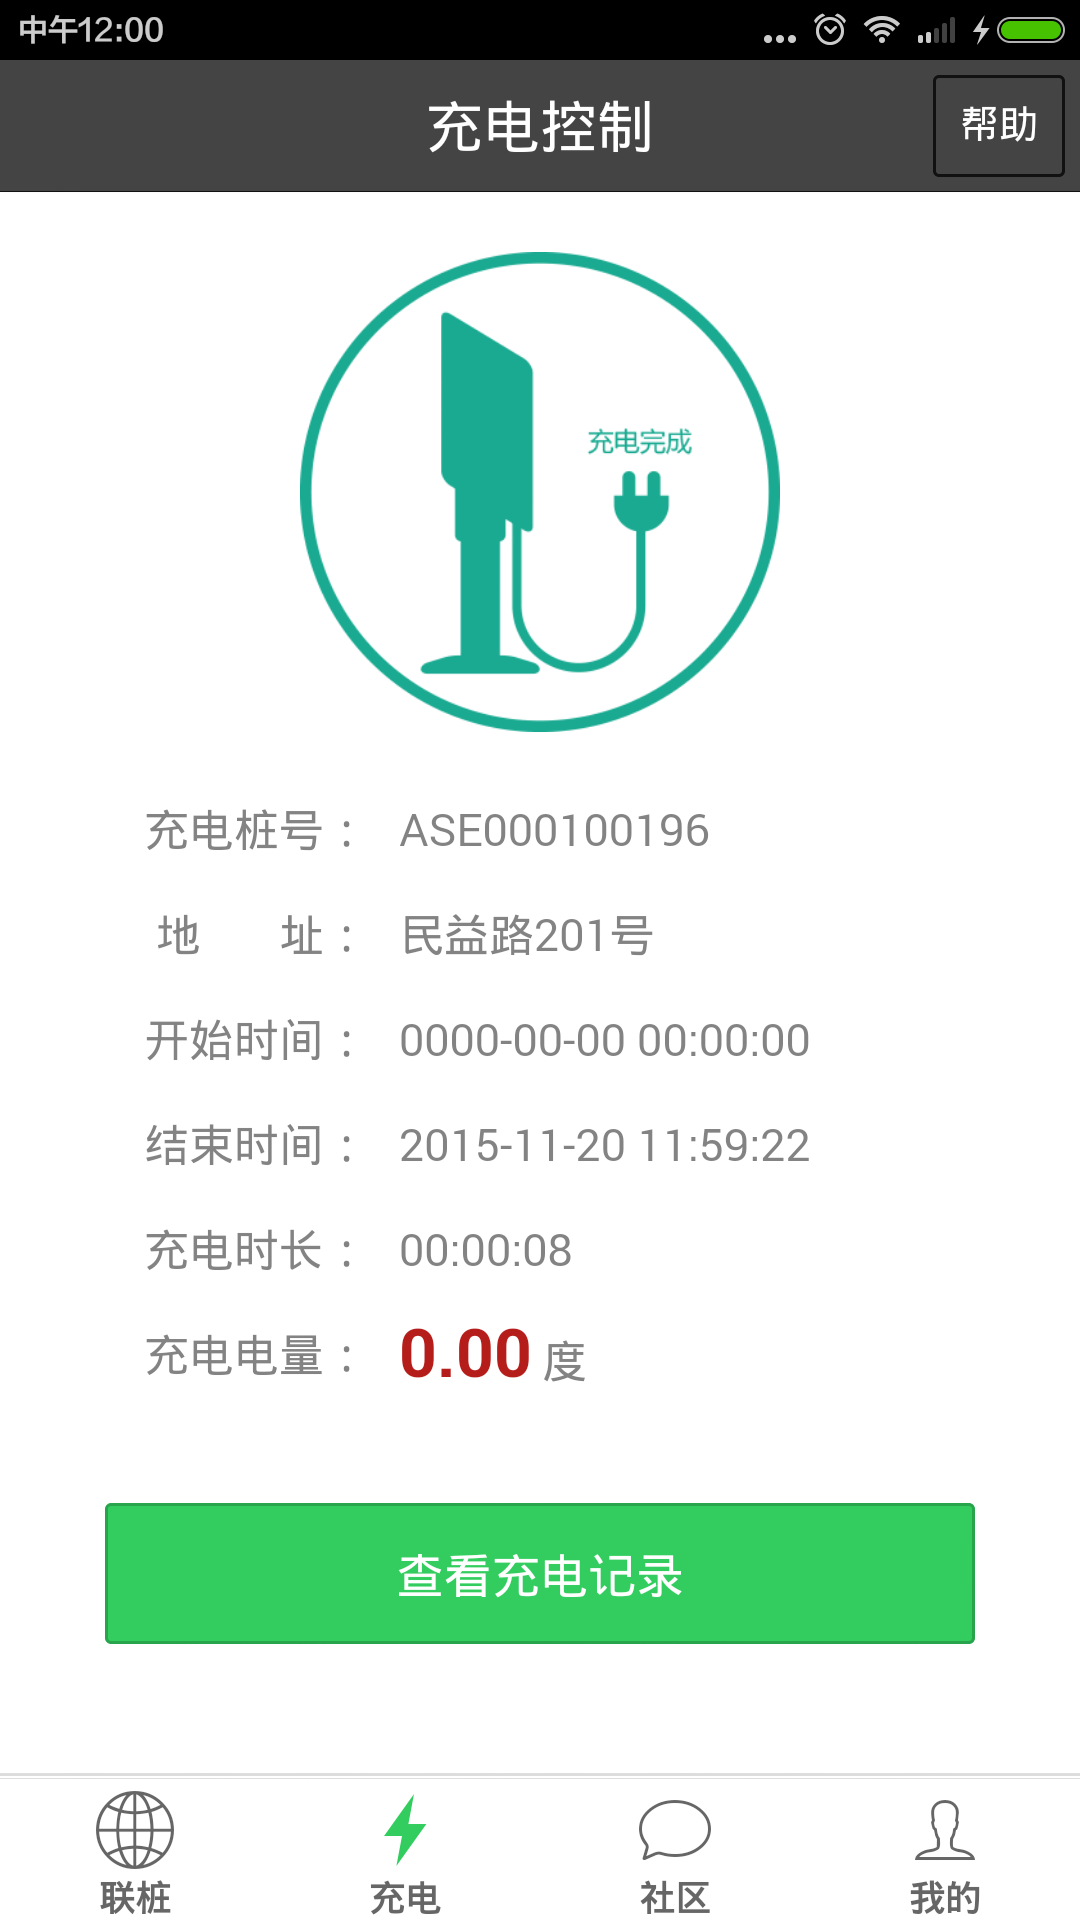 中午12:00
充电控制
帮助
充电完成
充电桩号： ASE000100196
地 址： 民益路201号
开始时间： 0000-00-00 00:00:00
结束时间： 2015-11-20 11:59:22
充电时长： 00:00:08
充电电量： 0.00 度
查看充电记录
联桩 充电 社区 我的